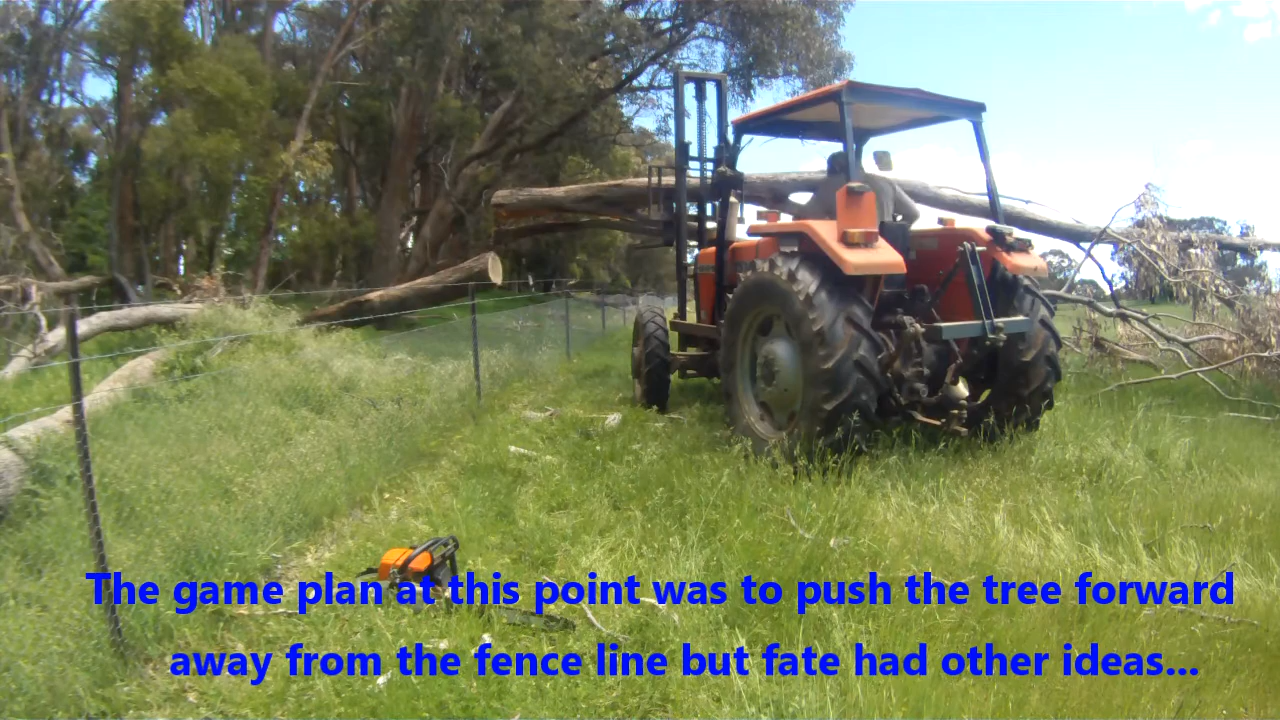 The game plan at this point was to push the tree forward
away from the fence line but fate had other ideas...